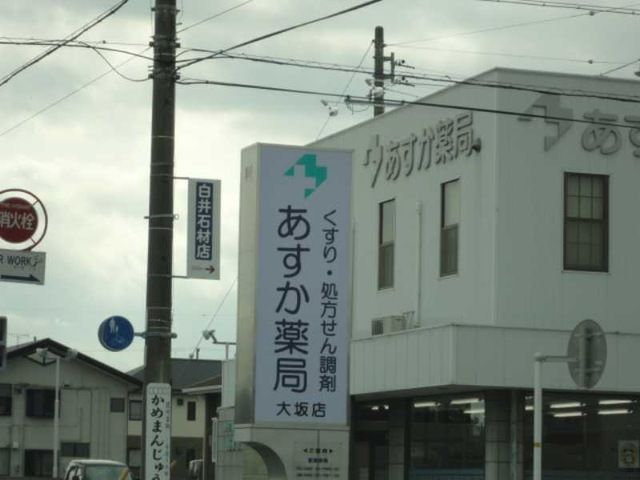 あすか薬局
あすか
白井石材店
消火栓
R WORK
くすり・処方せん調剤
あすか薬局
大坂店
かめまんじゅう